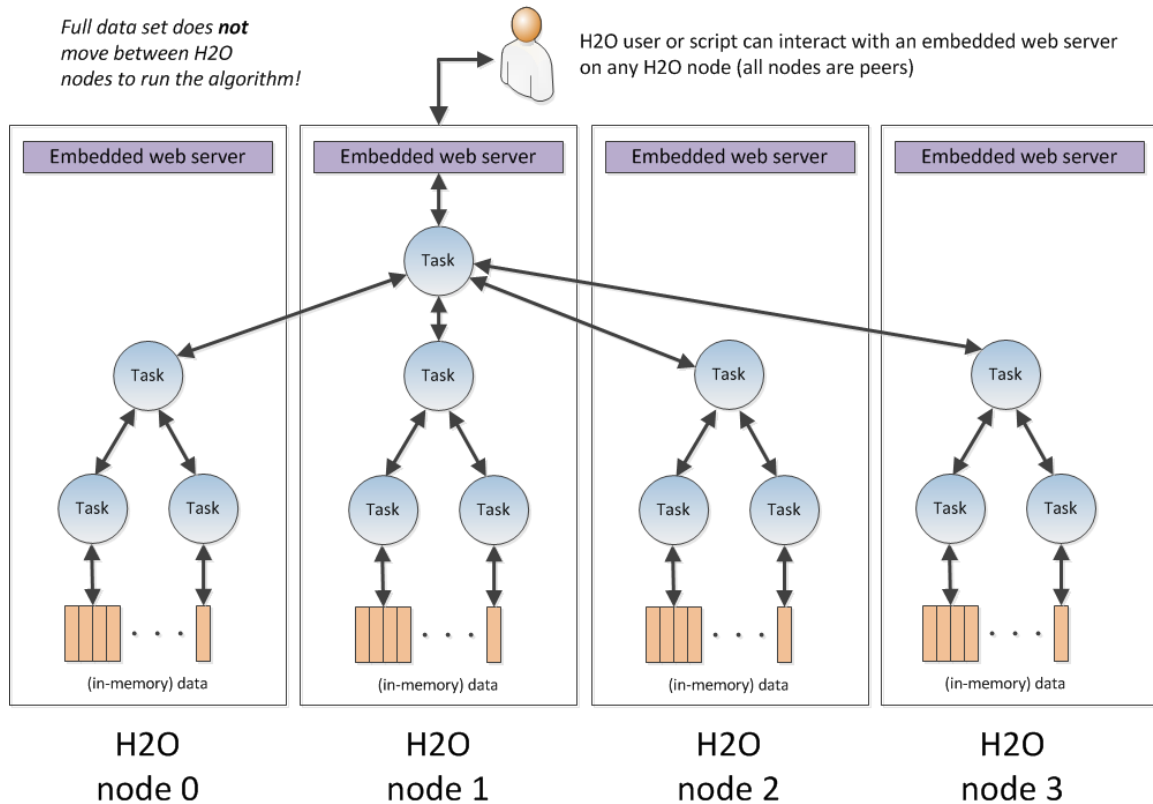 Full data set does not
move between H2O
nodes to run the algorithm!
H2O user or script can interact with an embedded web server
on any H2O node (all nodes are peers)
Embedded web server
Embedded web server
Embedded web server
Embedded web server
Task
Task
Task
Task
Task
Task
Task
Task
Task
Task
Task
Task
Task
. . .
. . .
. . .
. . .
(in-memory) data
(in-memory) data
(in-memory) data
(in-memory) data
H2O
node 0
H2O
node 1
H2O
node 2
H2O
node 3